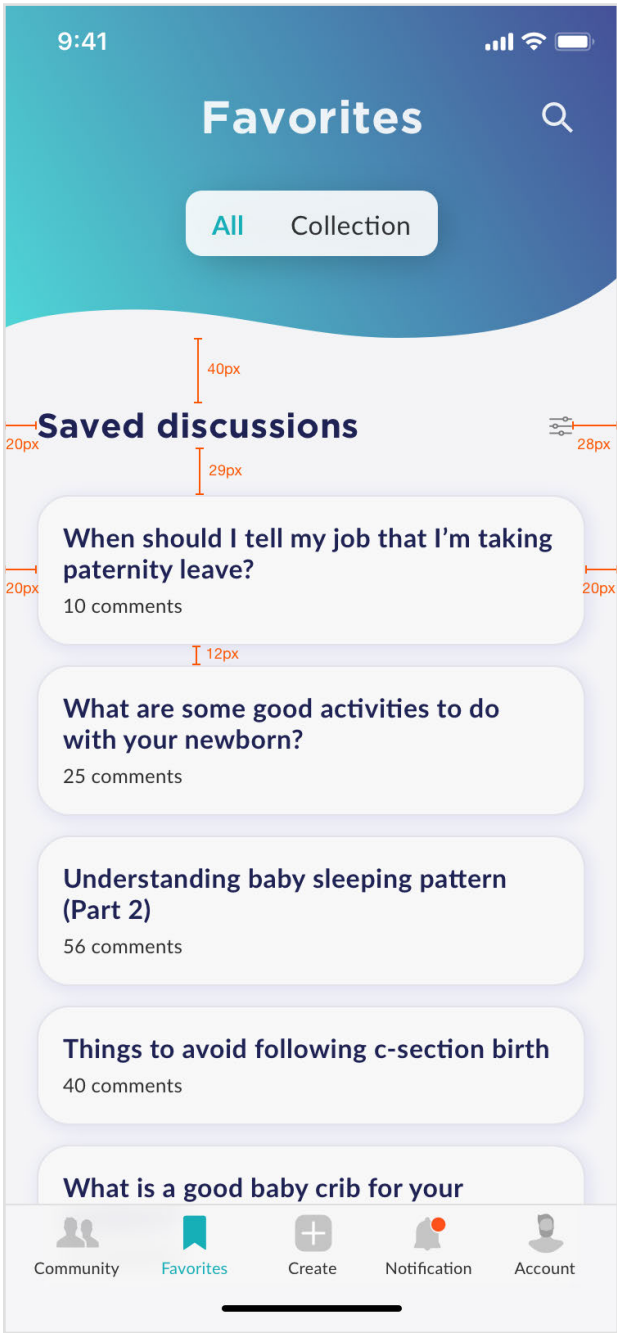 9:41
Favorites
All Collection
40px
Saved discussions
20px
28px
29px
When should I tell my job that I’m taking
paternity leave?
10 comments
20px
20px
12px
What are some good activities to do
with your newborn?
25 comments
Understanding baby sleeping pattern
(Part 2)
56 comments
Things to avoid following c-section birth
40 comments
What is a good baby crib for your
Community Favorites Create Notification Account